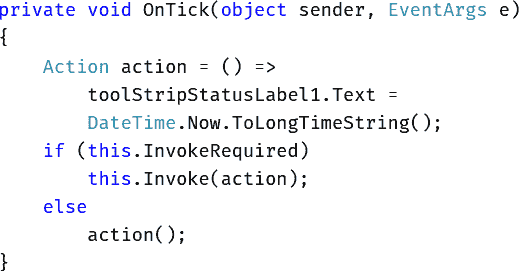 private void OnTick(object sender, EventArgs e)
{
    Action action = () =>
        toolStripStatusLabel1.Text =
        DateTime.Now.ToLongTimeString();
    if (this.InvokeRequired)
        this.Invoke(action);
    else
        action();
}